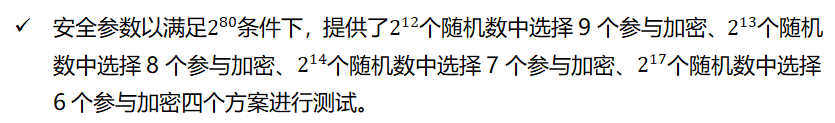 ✓ 安全参数以满足2⁸⁰条件下，提供了2¹²个随机数中选择 9 个参与加密、2¹³个随机
数中选择 8 个参与加密、2¹⁴个随机数中选择 7 个参与加密、2¹⁷个随机数中选择
6 个参与加密四个方案进行测试。